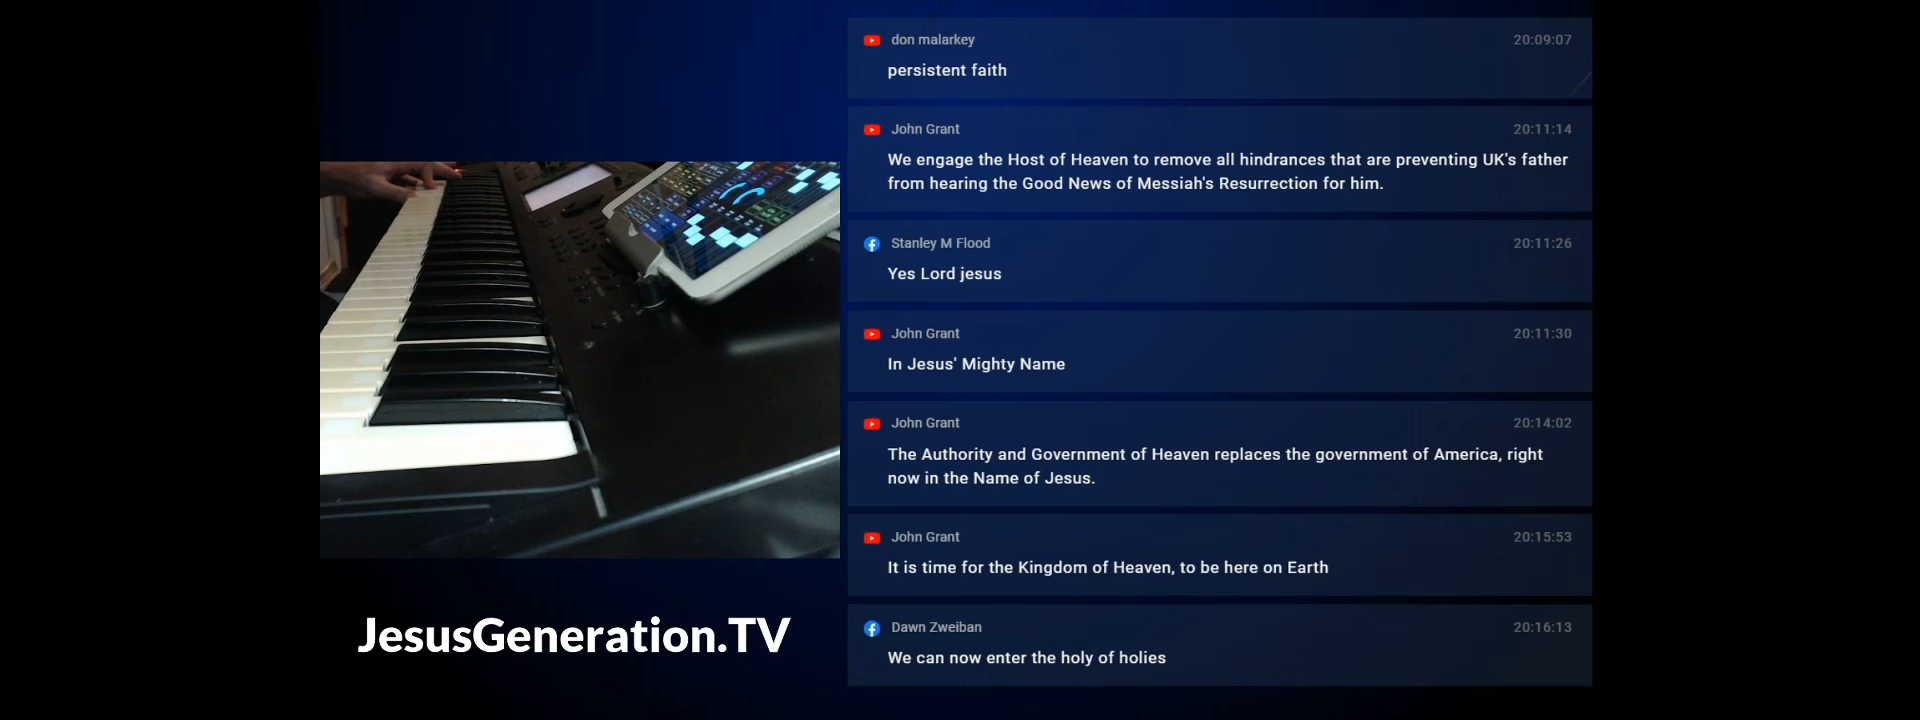 don malarkey 20:09:07
persistent faith
John Grant 20:11:14
We engage the Host of Heaven to remove all hindrances that are preventing UK's father
from hearing the Good News of Messiah's Resurrection for him.
Stanley M Flood 20:11:26
Yes Lord jesus
John Grant 20:11:30
In Jesus' Mighty Name
John Grant 20:14:02
The Authority and Government of Heaven replaces the government of America, right
now in the Name of Jesus.
John Grant 20:15:53
It is time for the Kingdom of Heaven, to be here on Earth
Dawn Zweiban 20:16:13
We can now enter the holy of holies
JesusGeneration.TV